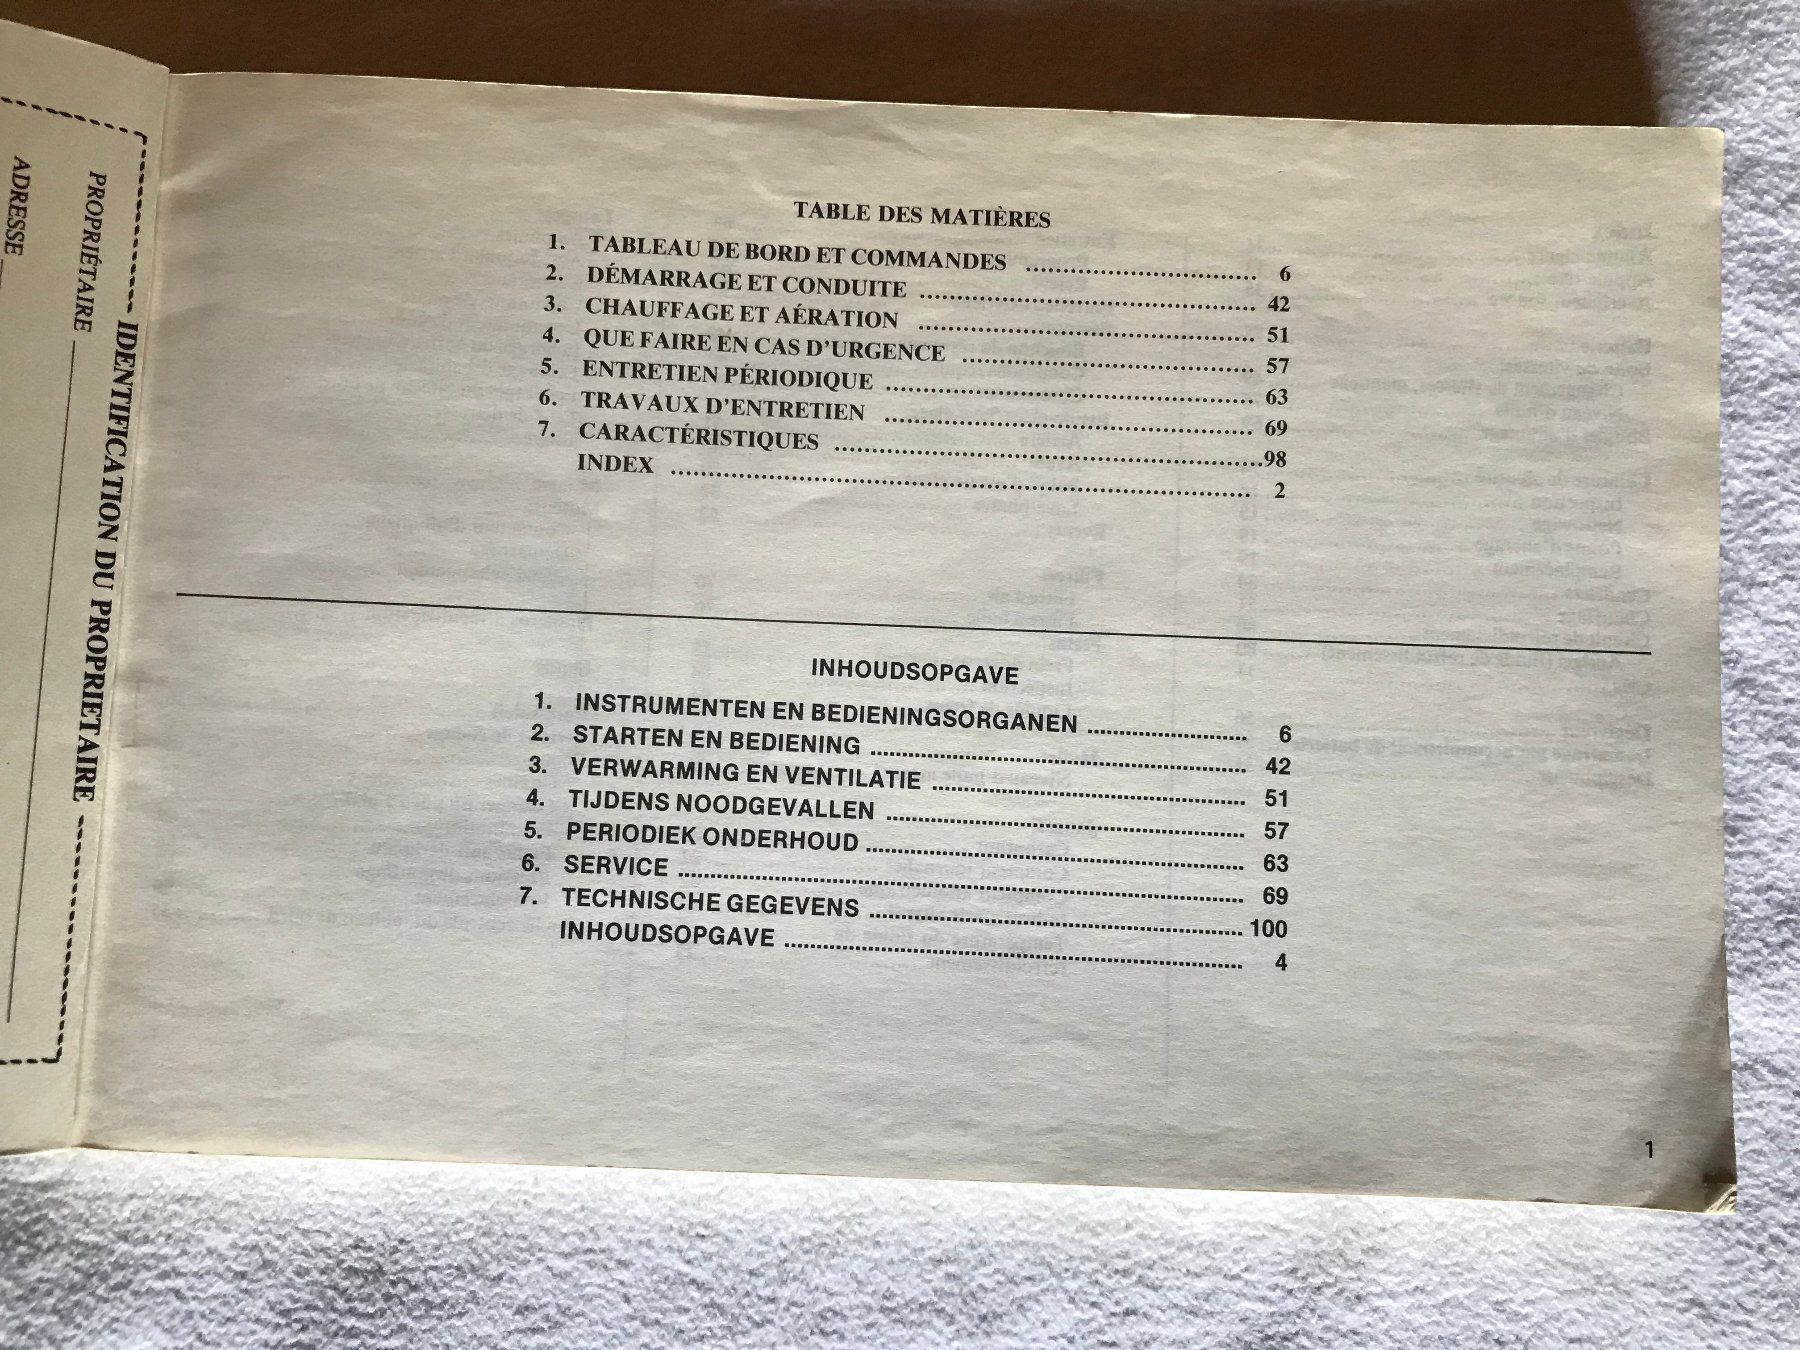 IDENTIFICATION DU PROPRIÉTAIRE
PROPRIÉTAIRE
ADRESSE
TABLE DES MATIÈRES
1. TABLEAU DE BORD ET COMMANDES 6
2. DÉMARRAGE ET CONDUITE 42
3. CHAUFFAGE ET AÉRATION 51
4. QUE FAIRE EN CAS D'URGENCE 57
5. ENTRETIEN PÉRIODIQUE 63
6. TRAVAUX D'ENTRETIEN 69
7. CARACTÉRISTIQUES 98
INDEX 2
INHOUDSOPGAVE
1. INSTRUMENTEN EN BEDIENINGSORGANEN 6
2. STARTEN EN BEDIENING 42
3. VERWARMING EN VENTILATIE 51
4. TIJDENS NOODGEVALLEN 57
5. PERIODIEK ONDERHOUD 63
6. SERVICE 69
7. TECHNISCHE GEGEVENS 100
INHOUDSOPGAVE 4
1